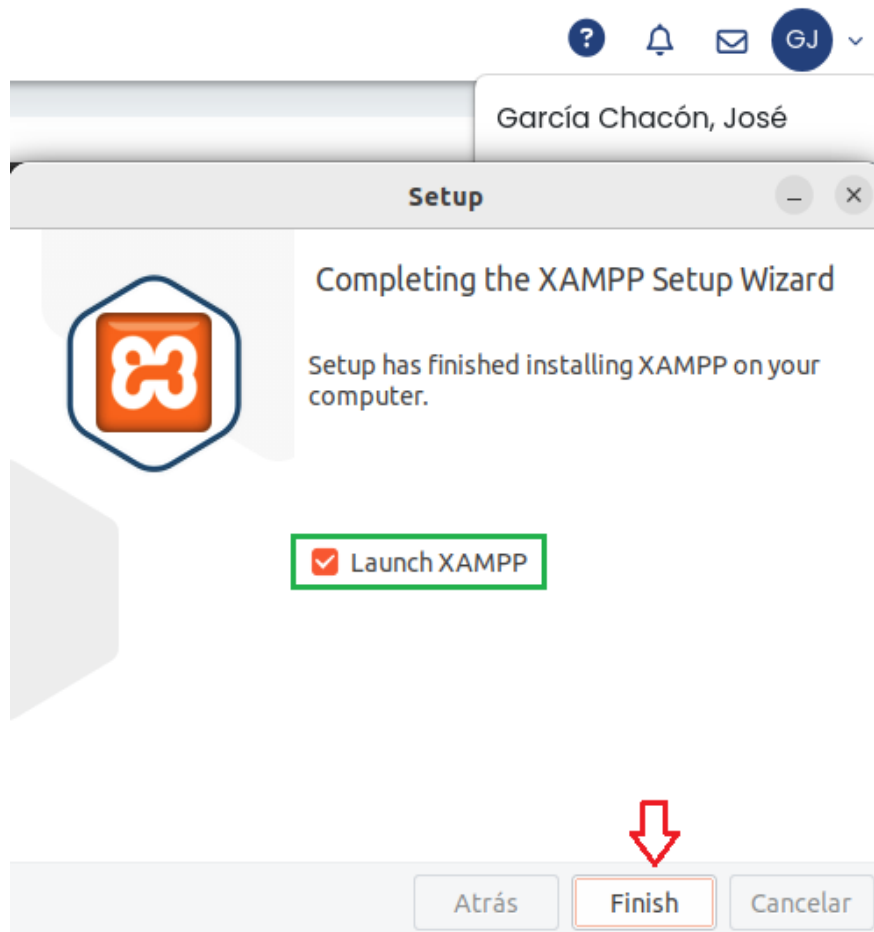 ?
GJ
García Chacón, José
Setup
Completing the XAMPP Setup Wizard
Setup has finished installing XAMPP on your
computer.
Launch XAMPP
Atrás Finish Cancelar